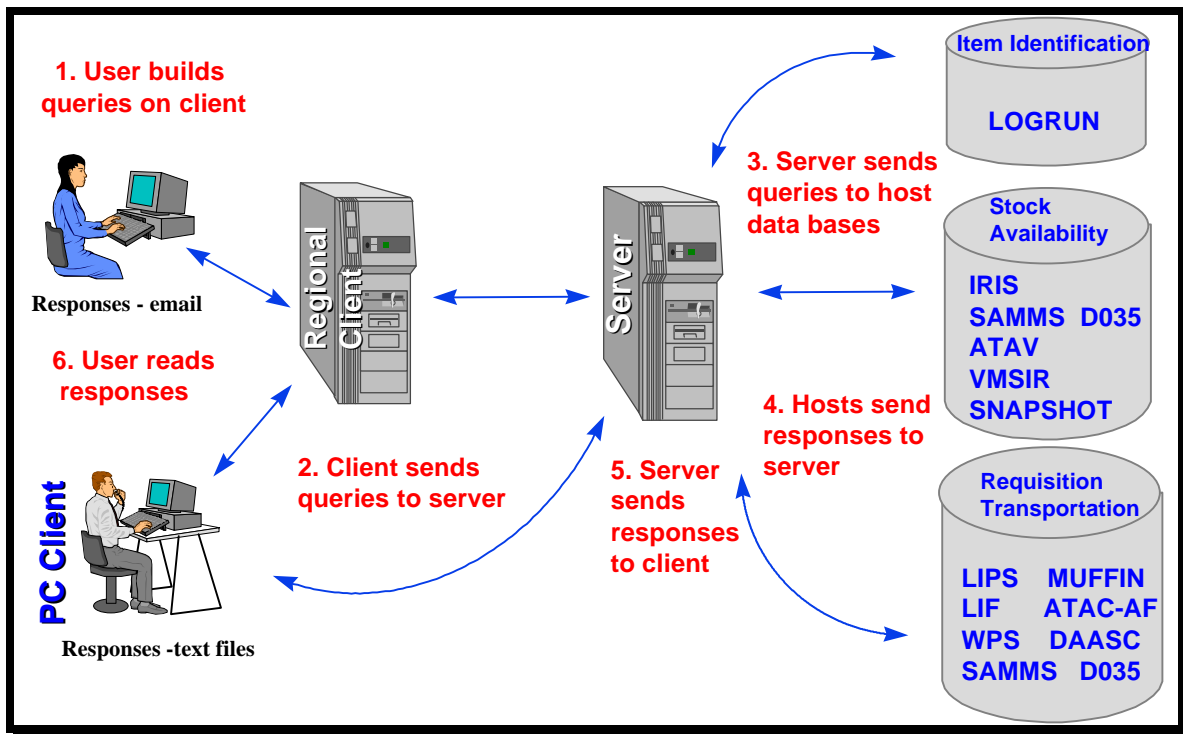 1. User builds
queries on client
Responses - email
6. User reads
responses
PC Client
Responses -text files
Regional
Client
2. Client sends
queries to server
Server
3. Server sends
queries to host
data bases
4. Hosts send
responses to
server
5. Server
sends
responses
to client
Item Identification
LOGRUN
Stock
Availability
IRIS
SAMMS D035
ATAV
VMSIR
SNAPSHOT
Requisition
Transportation
LIPS MUFFIN
LIF ATAC-AF
WPS DAASC
SAMMS D035